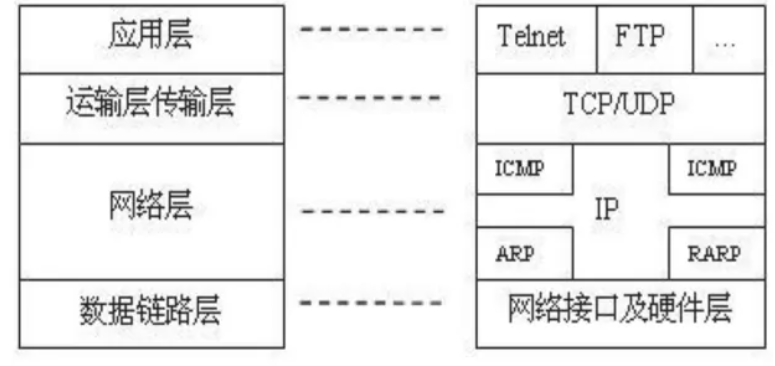 应用层
Telnet
FTP
...
运输层传输层
TCP/UDP
网络层
ICMP
ICMP
IP
ARP
RARP
数据链路层
网络接口及硬件层